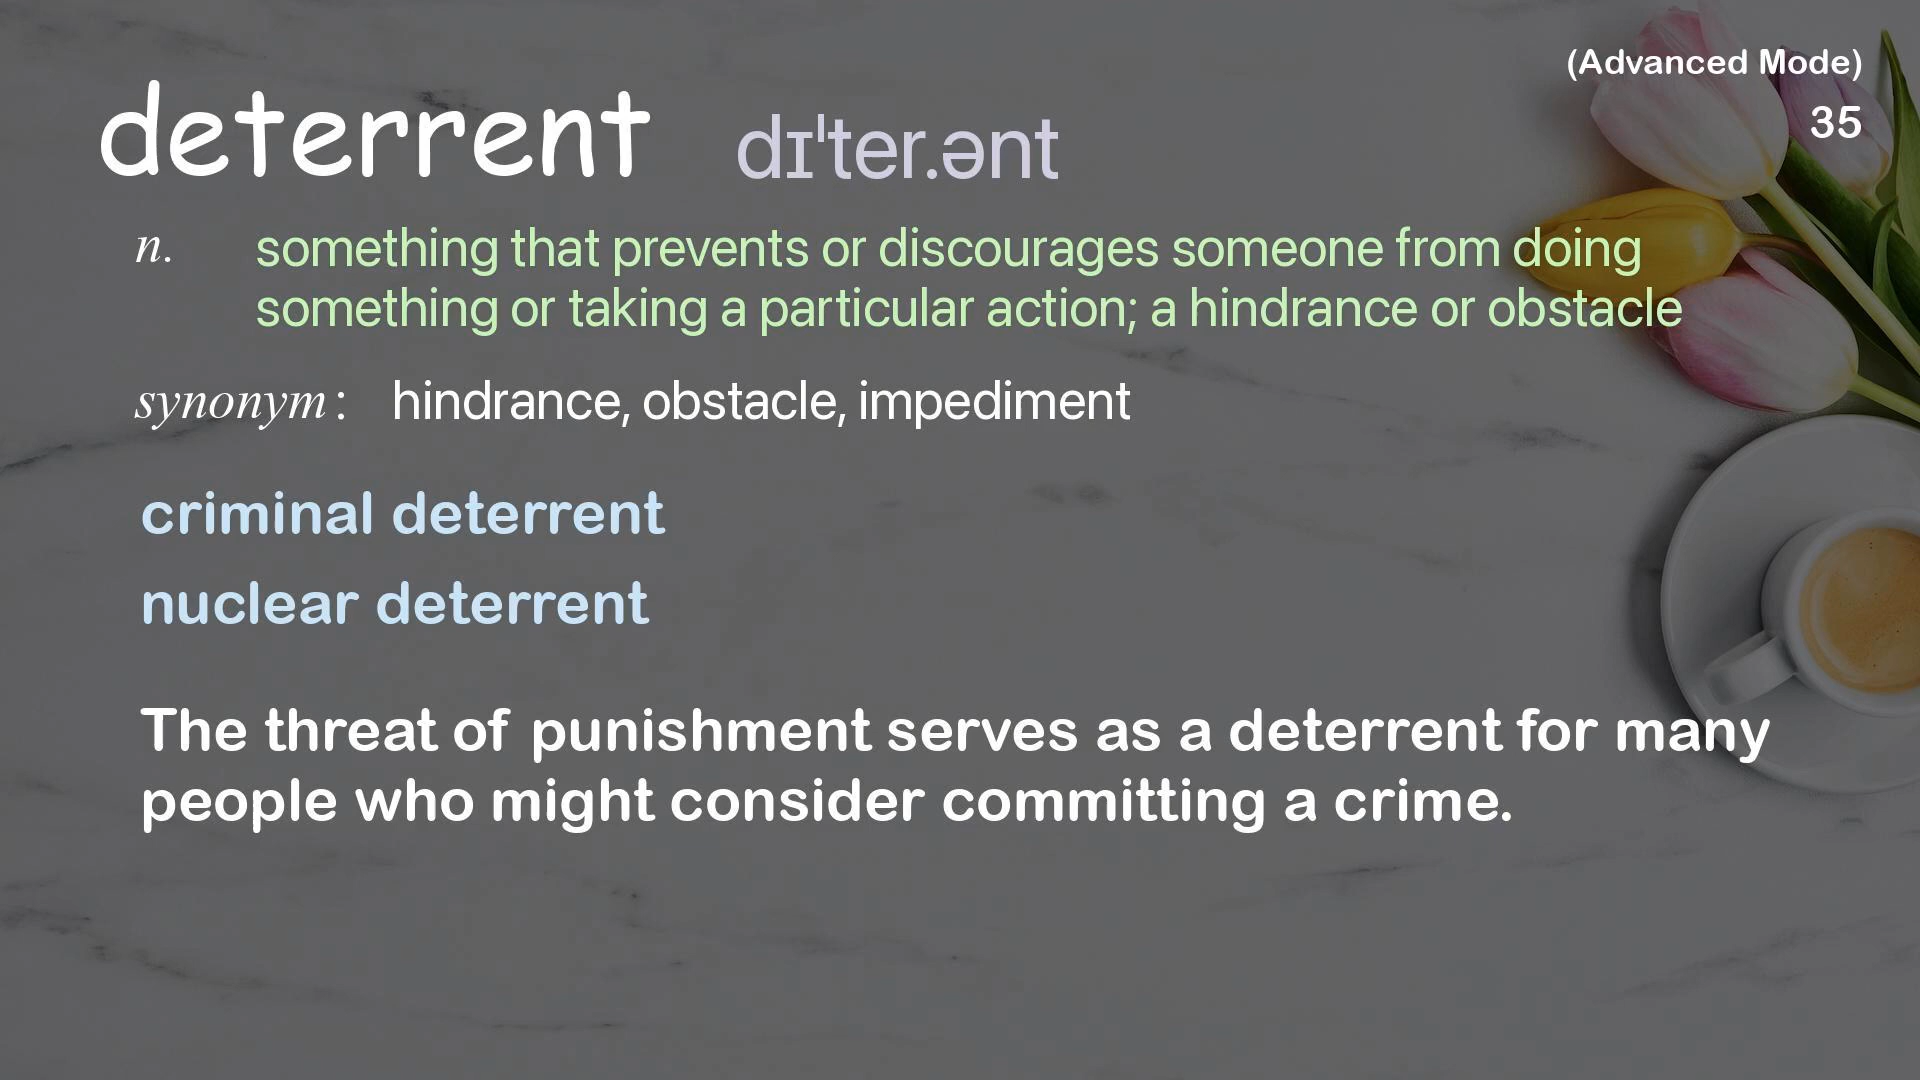 (Advanced Mode)
35
deterrent dɪˈter.ənt
n. something that prevents or discourages someone from doing
something or taking a particular action; a hindrance or obstacle
synonym : hindrance, obstacle, impediment
criminal deterrent
nuclear deterrent
The threat of punishment serves as a deterrent for many
people who might consider committing a crime.